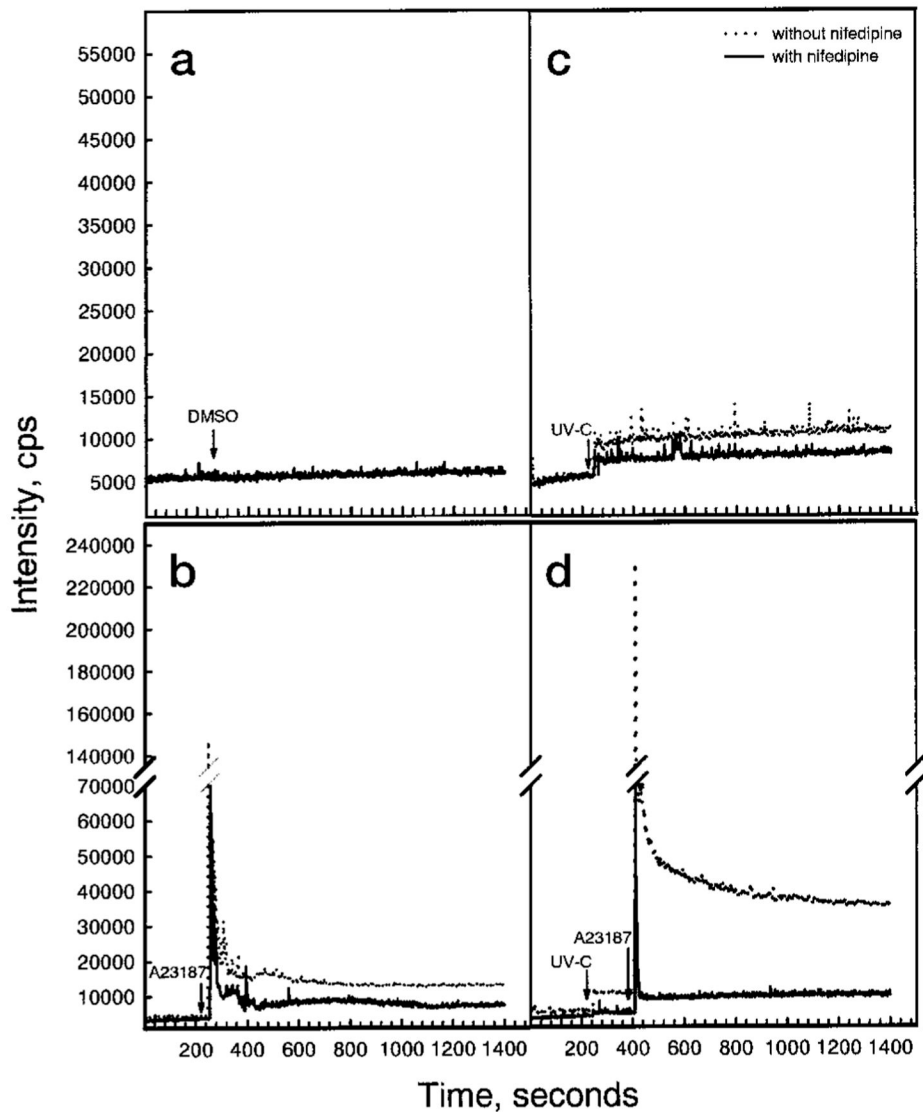 a
c
without nifedipine
with nifedipine
55000
50000
45000
40000
35000
30000
25000
20000
15000
10000
5000
DMSO
UV-C
Intensity, cps
b
d
240000
220000
200000
180000
160000
140000
70000
60000
50000
40000
30000
20000
10000
A23187
A23187
UV-C
200 400 600 800 1000 1200 1400
200 400 600 800 1000 1200 1400
Time, seconds